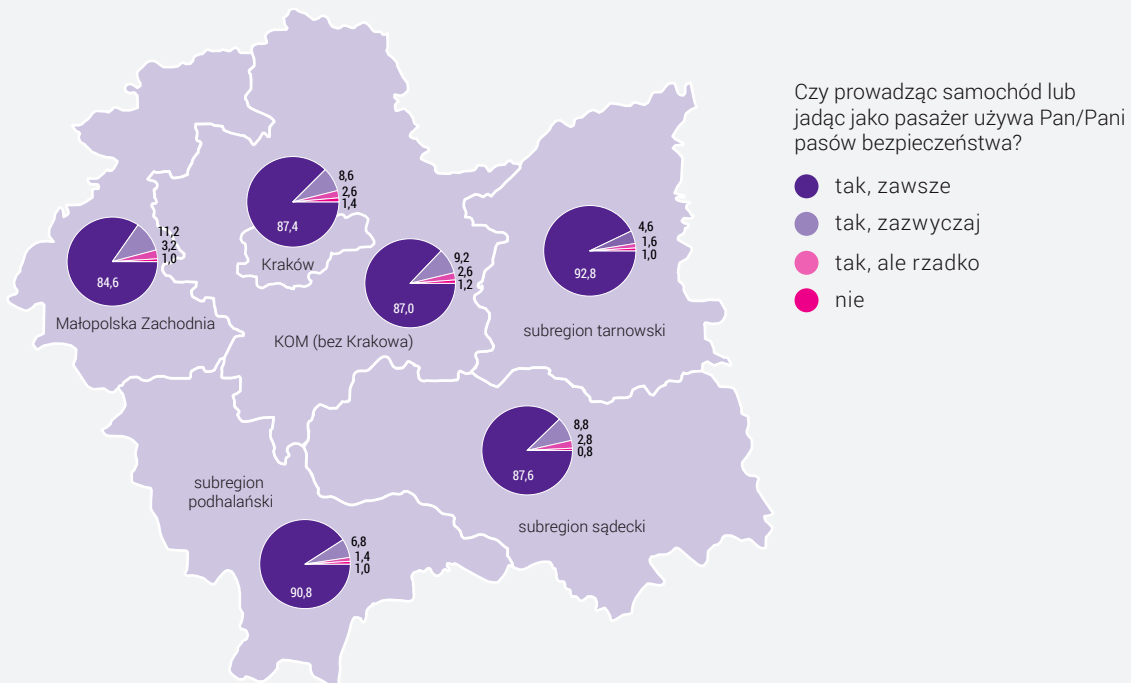 Czy prowadząc samochód lub
jadąc jako pasażer używa Pan/Pani
pasów bezpieczeństwa?
tak, zawsze
tak, zazwyczaj
tak, ale rzadko
nie
8,6
2,6
1,4
87,4
Kraków
11,2
3,2
1,0
84,6
Małopolska Zachodnia
9,2
2,6
1,2
87,0
KOM (bez Krakowa)
4,6
1,6
1,0
92,8
subregion tarnowski
8,8
2,8
0,8
87,6
subregion sądecki
subregion
podhalański
6,8
1,4
1,0
90,8